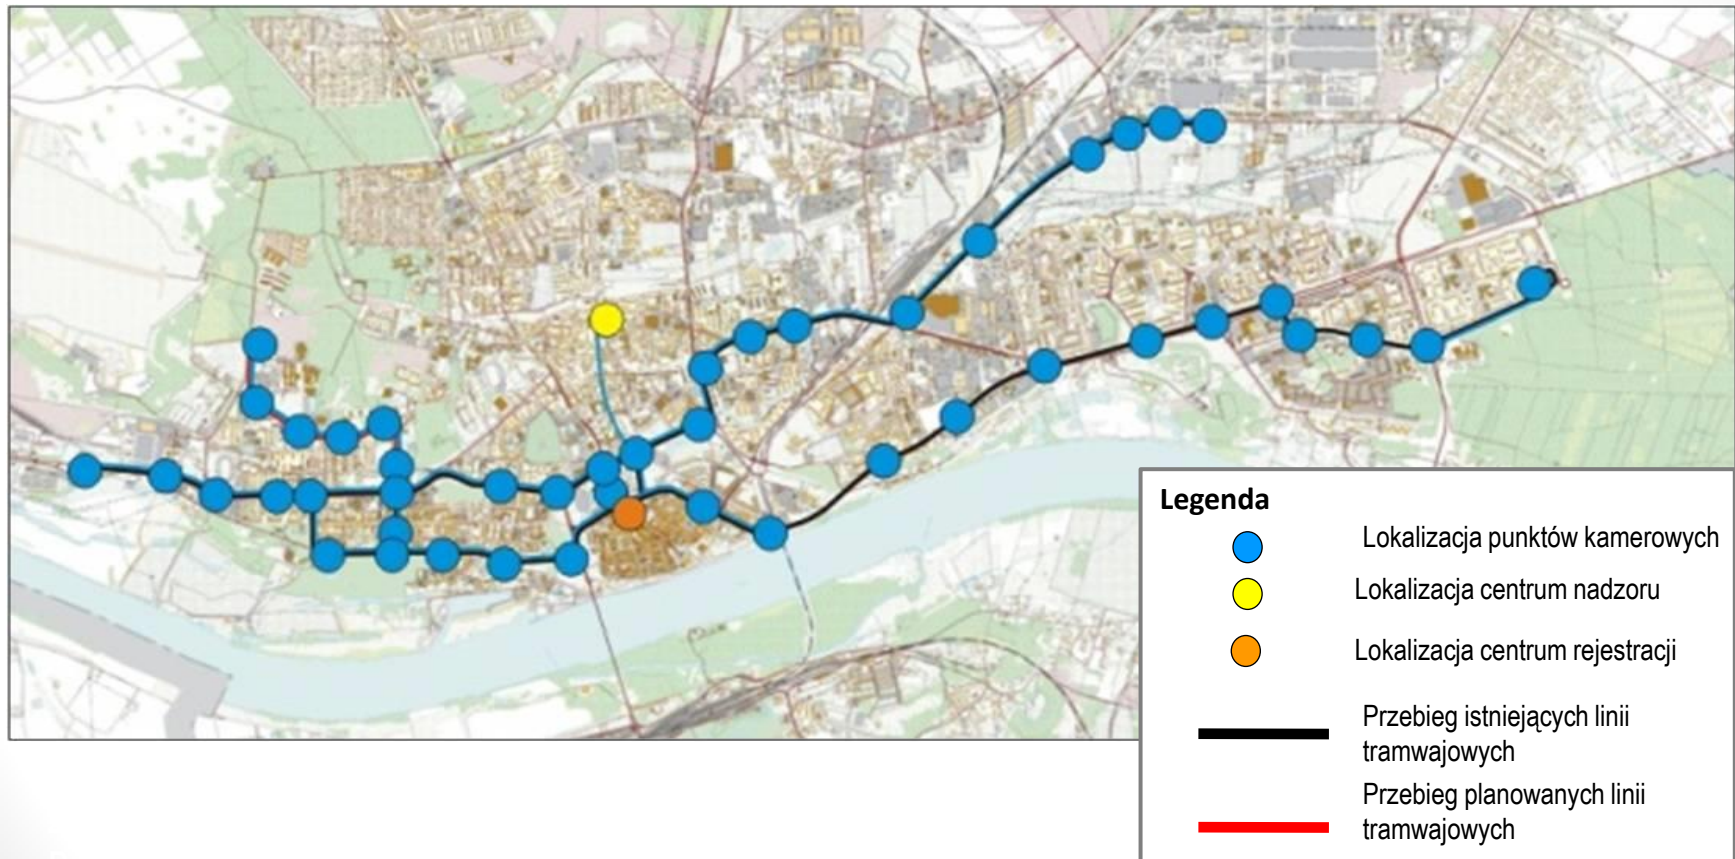 Legenda
Lokalizacja punktów kamerowych
Lokalizacja centrum nadzoru
Lokalizacja centrum rejestracji
Przebieg istniejących linii
tramwajowych
Przebieg planowanych linii
tramwajowych